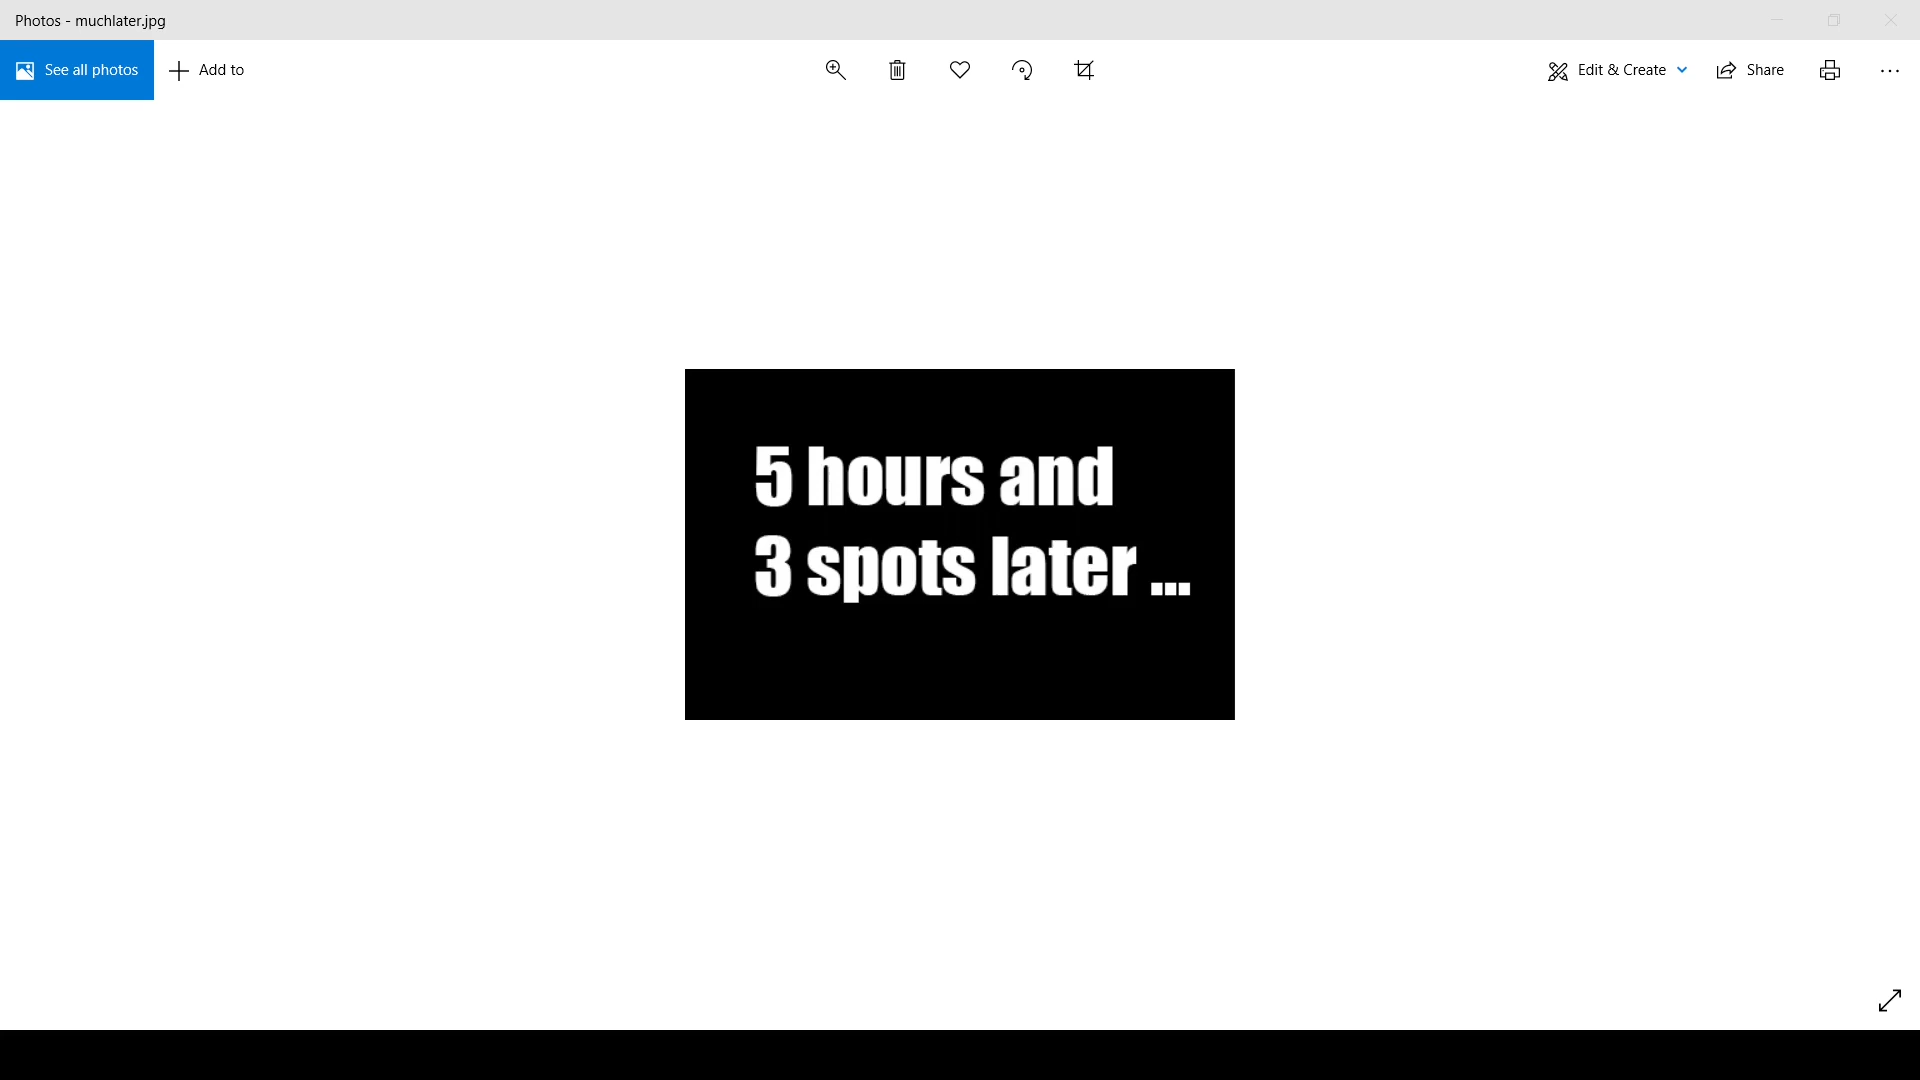 Photos - muchlater.jpg
See all photos
Add to
Edit & Create
Share
5 hours and
3 spots later ...